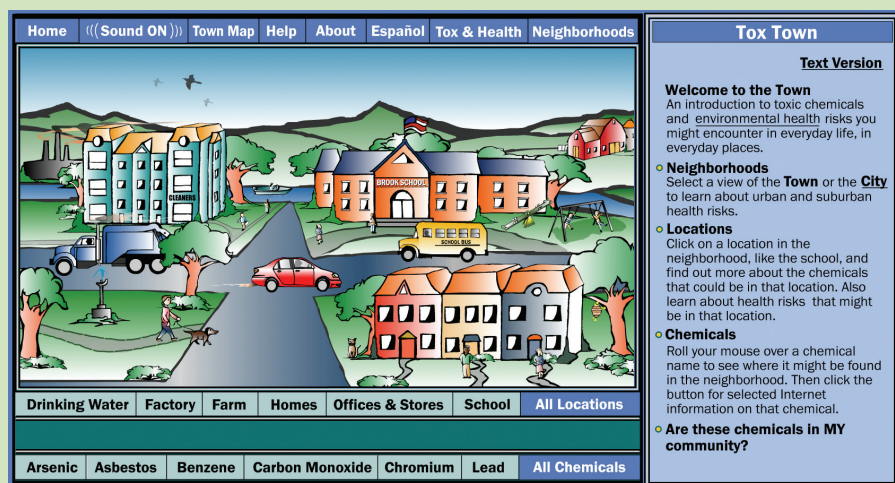 Home
(((Sound ON)))
Town Map
Help
About
Español
Tox & Health
Neighborhoods
CLEANERS
BROOK SCHOOL
SCHOOL BUS
Drinking Water
Factory
Farm
Homes
Offices & Stores
School
All Locations
Arsenic
Asbestos
Benzene
Carbon Monoxide
Chromium
Lead
All Chemicals
Tox Town
Text Version
Welcome to the Town
An introduction to toxic chemicals
and environmental health risks you
might encounter in everyday life, in
everyday places.
Neighborhoods
Select a view of the Town or the City
to learn about urban and suburban
health risks.
Locations
Click on a location in the
neighborhood, like the school, and
find out more about the chemicals
that could be in that location. Also
learn about health risks that might
be in that location.
Chemicals
Roll your mouse over a chemical
name to see where it might be found
in the neighborhood. Then click the
button for selected Internet
information on that chemical.
Are these chemicals in MY
community?